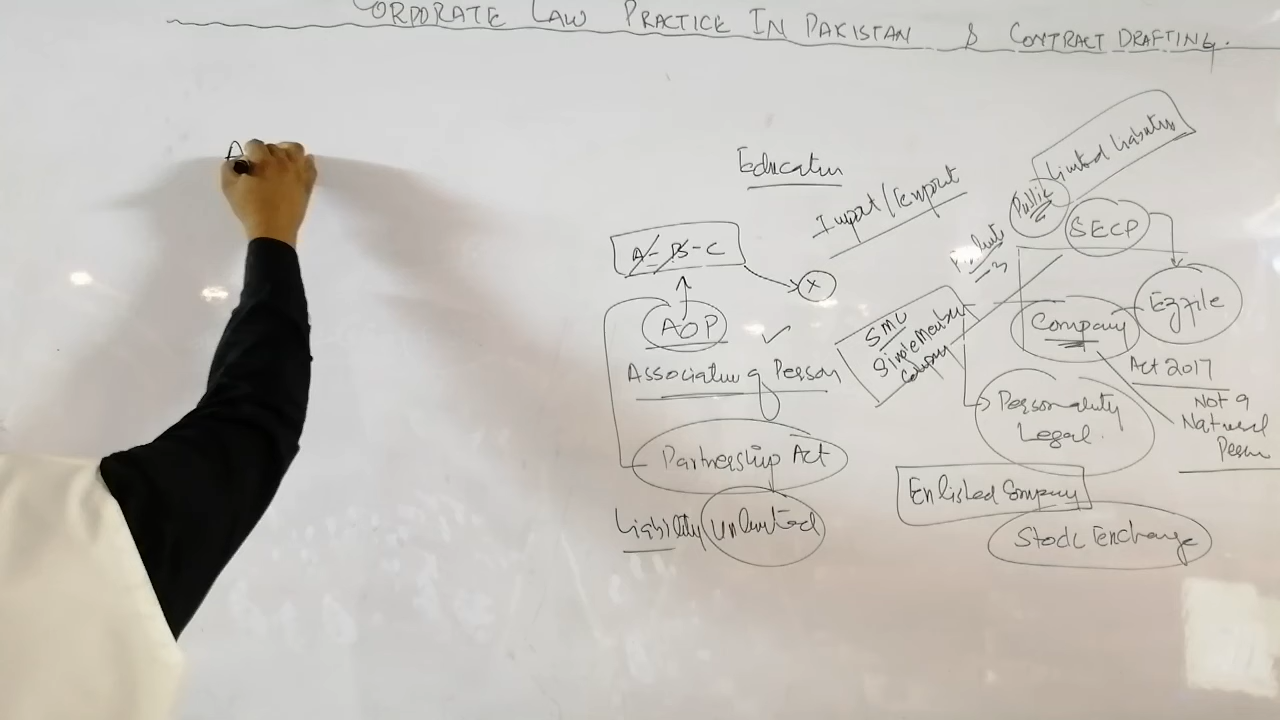 CORPORATE LAW PRACTICE IN PAKISTAN & CONTRACT DRAFTING.
A
Education
Import/Export
A-B-C
X
AOP
Association of Person
Partnership Act
Liability Unlimited
Limited Liability
Public
SECP
Private
Ezfile
SMC
Single Member
Company
Company
Act 2017
Not a
Natural
Person
Personality
Legal.
Enlisted Company
Stock Exchange